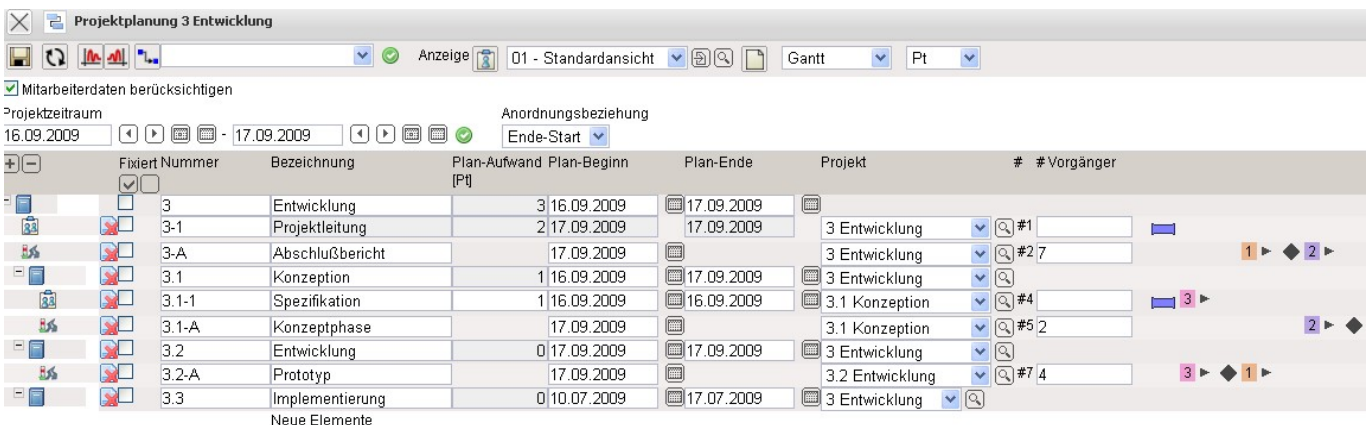 Projektplanung 3 Entwicklung
Anzeige 01 - Standardansicht Gantt Pt
Mitarbeiterdaten berücksichtigen
Projektzeitraum Anordnungsbeziehung
16.09.2009 - 17.09.2009 Ende-Start
Fixiert Nummer Bezeichnung Plan-Aufwand Plan-Beginn Plan-Ende Projekt # # Vorgänger
[Pt]
3 Entwicklung 3 16.09.2009 17.09.2009
3-1 Projektleitung 2 17.09.2009 17.09.2009 3 Entwicklung #1
3-A Abschlußbericht 17.09.2009 3 Entwicklung #2 7 1 2
3.1 Konzeption 1 16.09.2009 17.09.2009 3 Entwicklung
3.1-1 Spezifikation 1 16.09.2009 16.09.2009 3.1 Konzeption #4 3
3.1-A Konzeptphase 17.09.2009 3.1 Konzeption #5 2 2
3.2 Entwicklung 0 17.09.2009 17.09.2009 3 Entwicklung
3.2-A Prototyp 17.09.2009 3.2 Entwicklung #7 4 3 1
3.3 Implementierung 0 10.07.2009 17.07.2009 3 Entwicklung
Neue Elemente